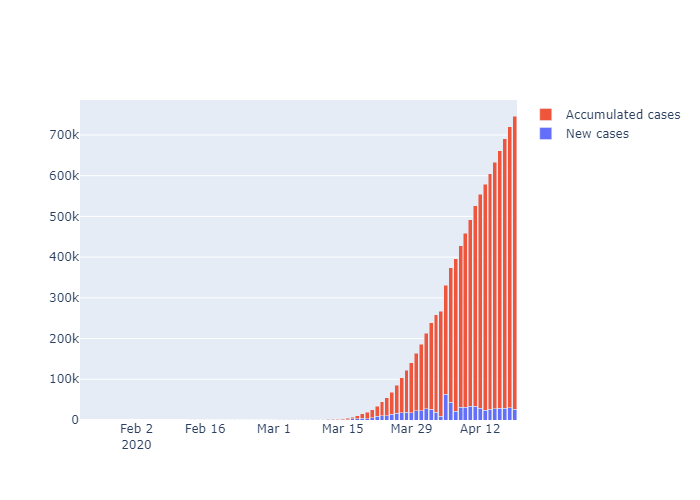 Accumulated cases
New cases
700k
600k
500k
400k
300k
200k
100k
0
Feb 2 Feb 16 Mar 1 Mar 15 Mar 29 Apr 12
2020